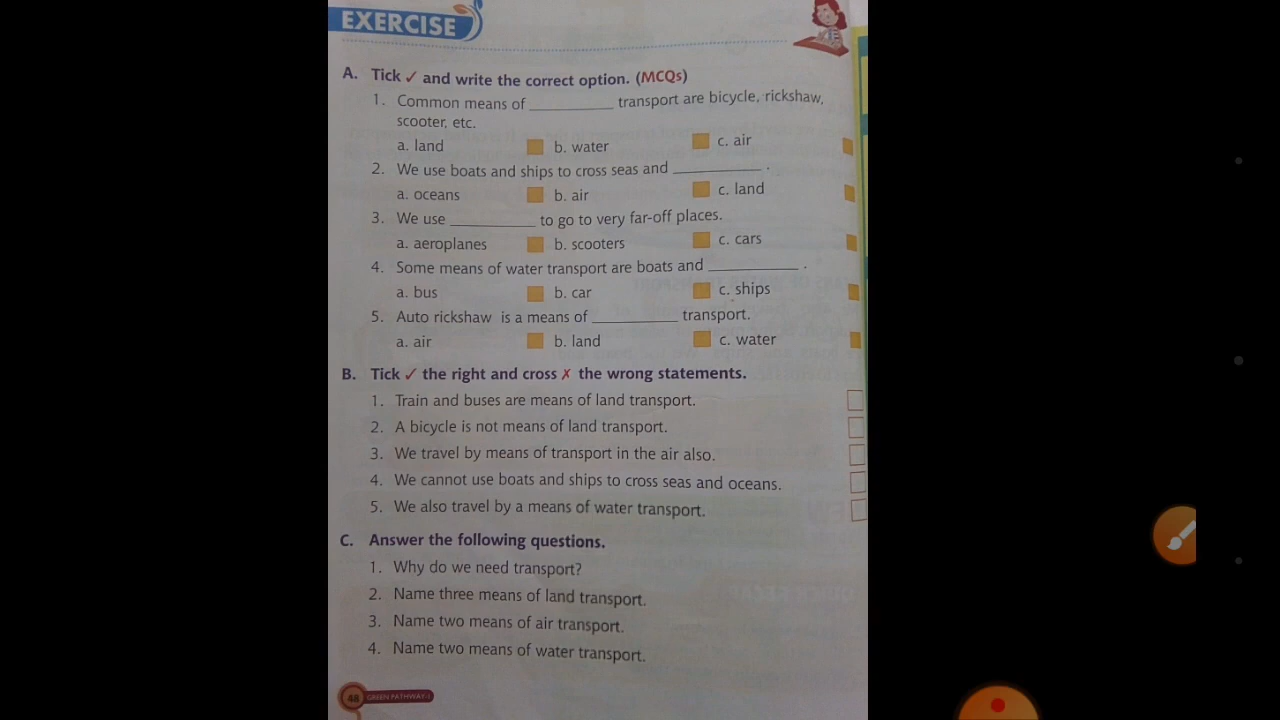 EXERCISE
A. Tick ✓ and write the correct option. (MCQs)
1. Common means of __________ transport are bicycle, rickshaw,
scooter, etc.
a. land b. water c. air
2. We use boats and ships to cross seas and __________ .
a. oceans b. air c. land
3. We use __________ to go to very far-off places.
a. aeroplanes b. scooters c. cars
4. Some means of water transport are boats and __________ .
a. bus b. car c. ships
5. Auto rickshaw is a means of __________ transport.
a. air b. land c. water
B. Tick ✓ the right and cross ✗ the wrong statements.
1. Train and buses are means of land transport.
2. A bicycle is not means of land transport.
3. We travel by means of transport in the air also.
4. We cannot use boats and ships to cross seas and oceans.
5. We also travel by a means of water transport.
C. Answer the following questions.
1. Why do we need transport?
2. Name three means of land transport.
3. Name two means of air transport.
4. Name two means of water transport.
48 GREEN PATHWAY-1